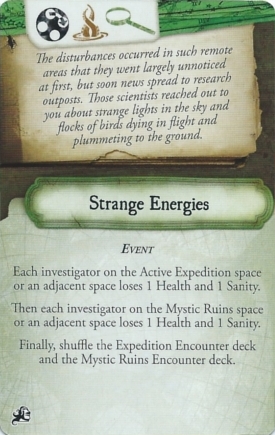 The disturbances occurred in such remote
areas that they went largely unnoticed
at first, but soon news spread to research
outposts. Those scientists reached out to
you about strange lights in the sky and
flocks of birds dying in flight and
plummeting to the ground.
Strange Energies
EVENT
Each investigator on the Active Expedition space
or an adjacent space loses 1 Health and 1 Sanity.
Then each investigator on the Mystic Ruins space
or an adjacent space loses 1 Health and 1 Sanity.
Finally, shuffle the Expedition Encounter deck
and the Mystic Ruins Encounter deck.